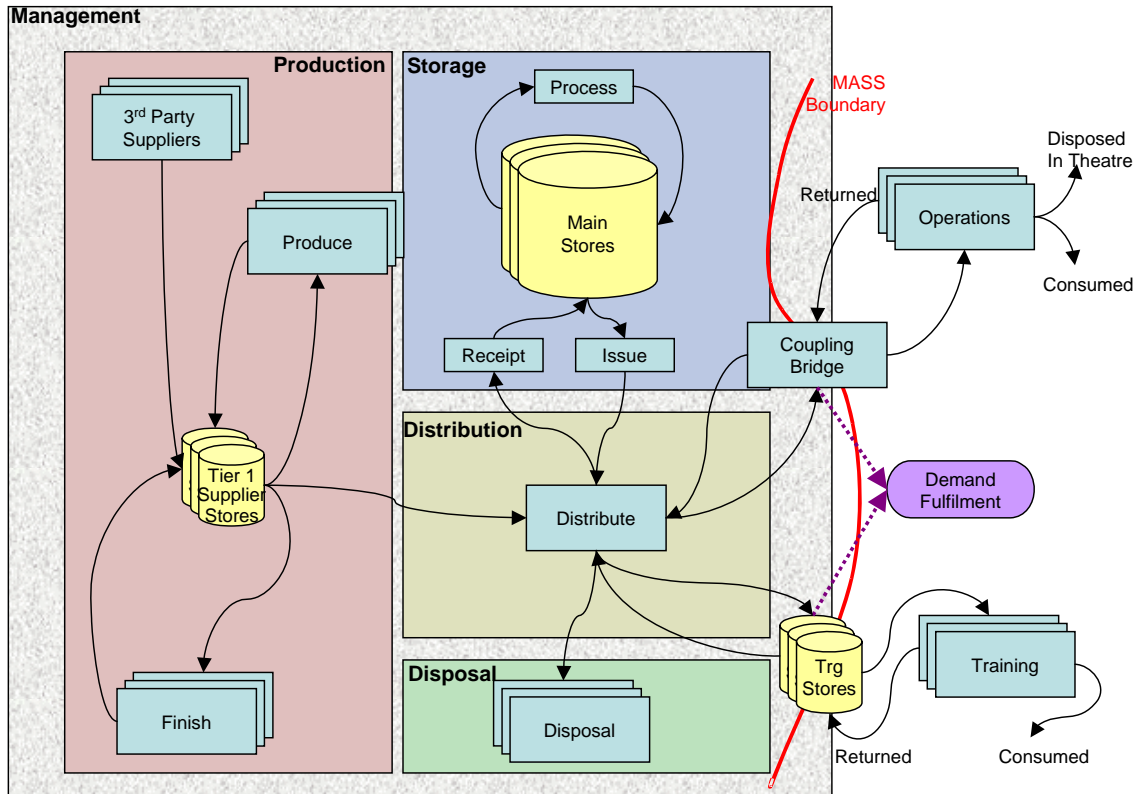 Management
Production
Storage
3rd Party
Suppliers
Process
MASS
Boundary
Disposed
In Theatre
Returned
Operations
Produce
Main
Stores
Consumed
Receipt
Issue
Coupling
Bridge
Distribution
Tier 1
Supplier
Stores
Distribute
Demand
Fulfilment
Disposal
Trg
Stores
Training
Finish
Disposal
Returned
Consumed